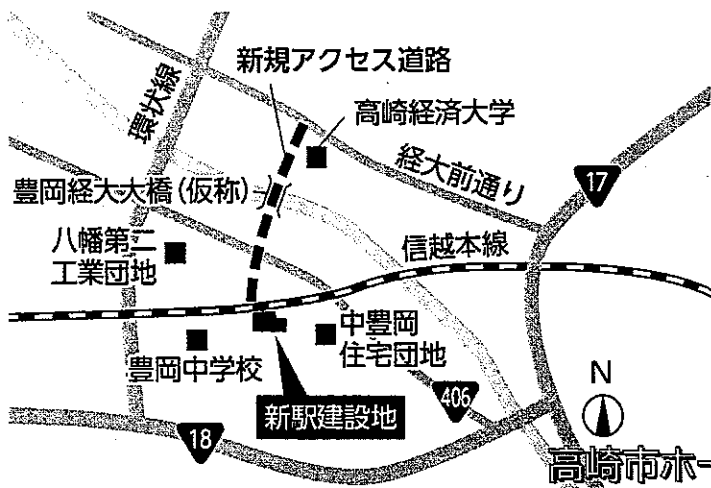 新規アクセス道路
環状線
高崎経済大学
経大前通り
17
豊岡経大大橋(仮称)
八幡第二
工業団地
信越本線
中豊岡
住宅団地
豊岡中学校
406
N
新駅建設地
18
高崎市ホー